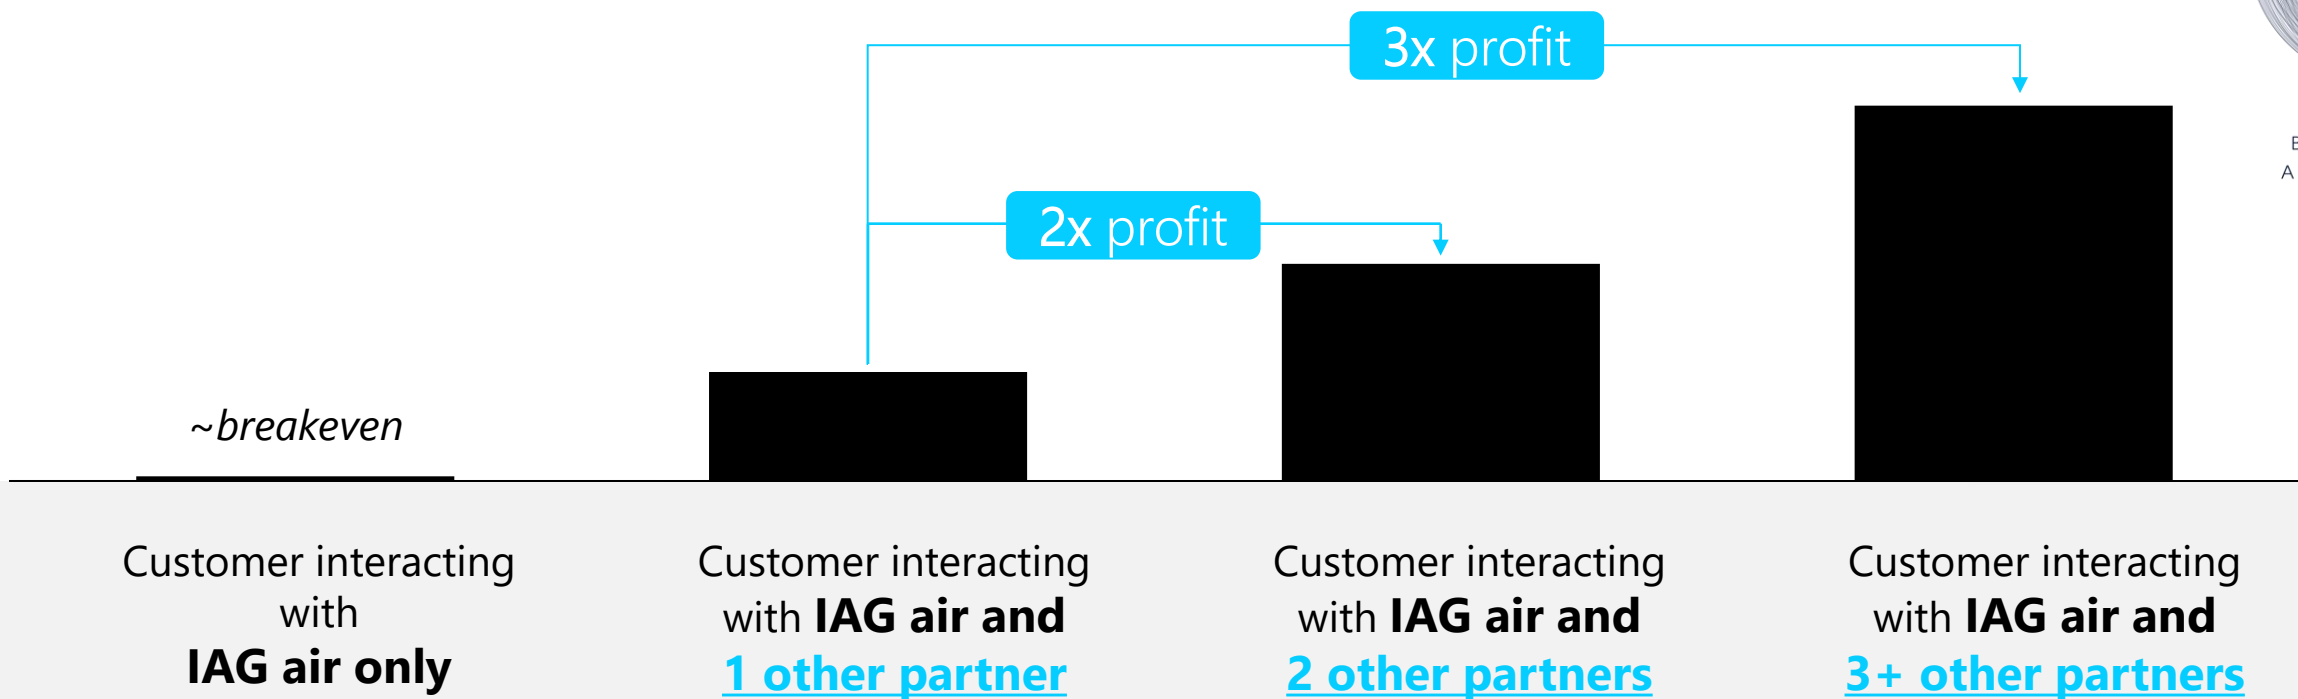 3x profit
2x profit
~breakeven
Customer interacting
with
IAG air only
Customer interacting
with IAG air and
1 other partner
Customer interacting
with IAG air and
2 other partners
Customer interacting
with IAG air and
3+ other partners